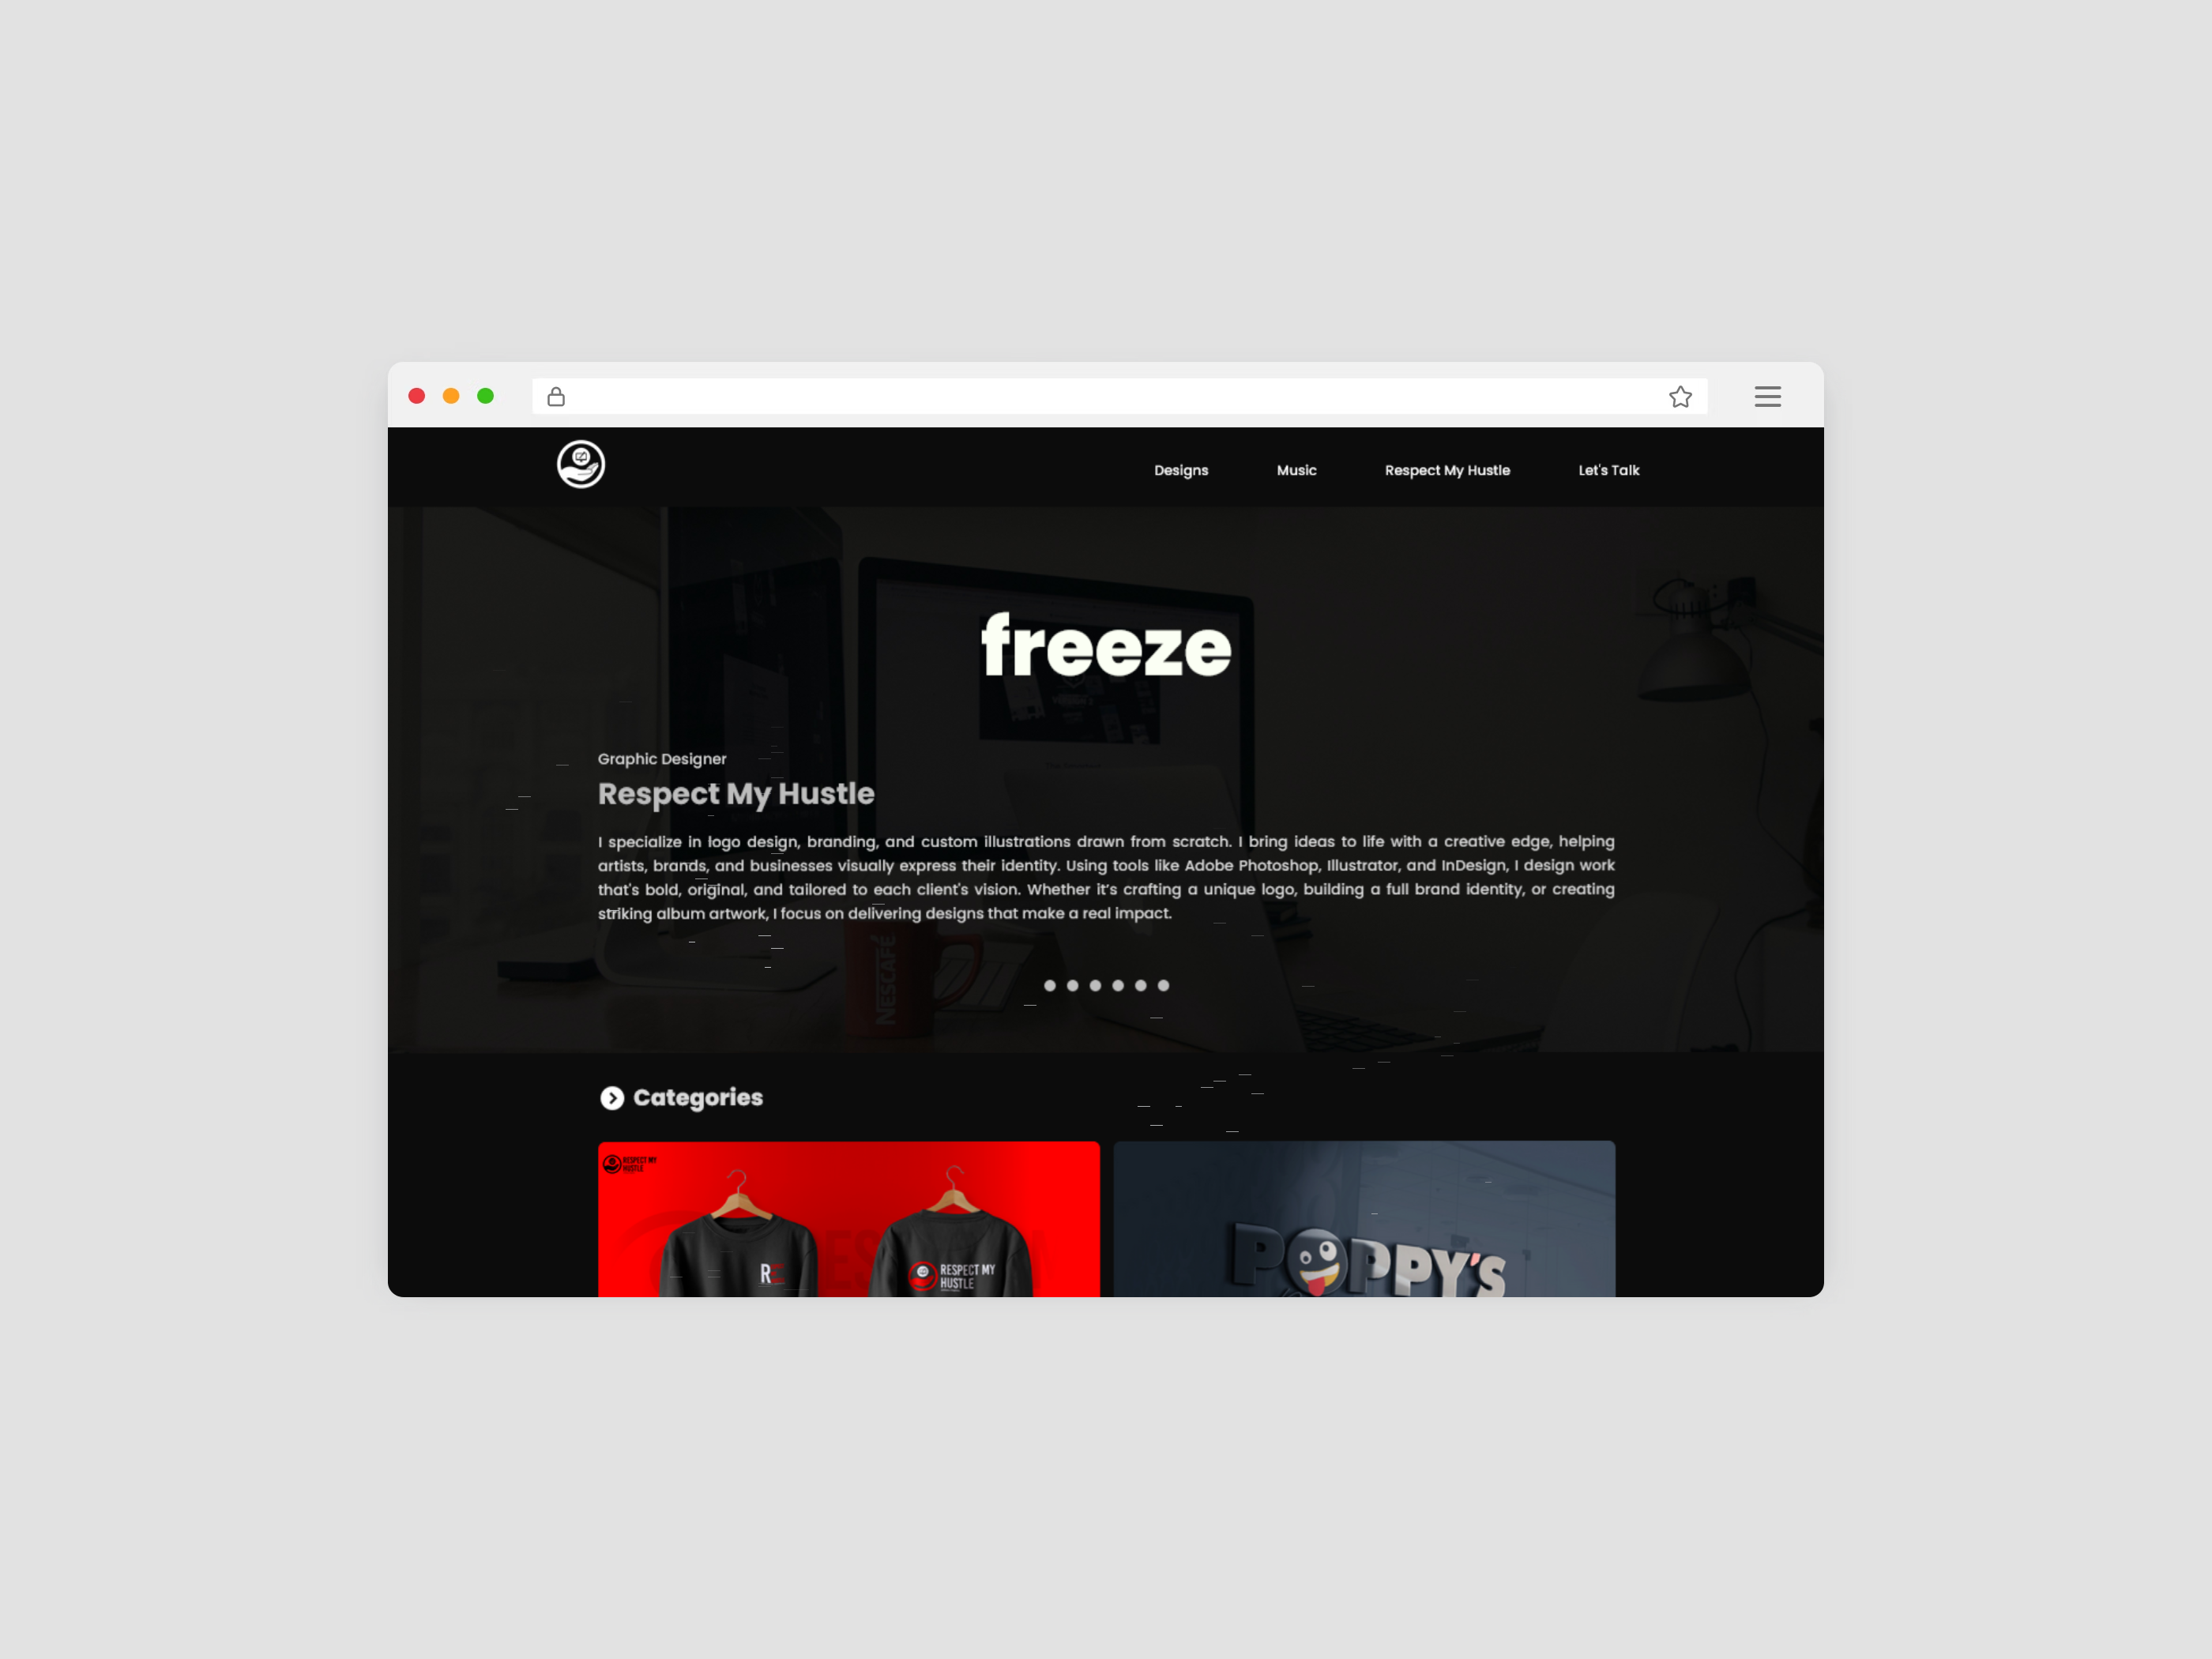 Designs Music Respect My Hustle Let's Talk
freeze
Graphic Designer
Respect My Hustle
I specialize in logo design, branding, and custom illustrations drawn from scratch. I bring ideas to life with a creative edge, helping
artists, brands, and businesses visually express their identity. Using tools like Adobe Photoshop, Illustrator, and InDesign, I design work
that's bold, original, and tailored to each client's vision. Whether it's crafting a unique logo, building a full brand identity, or creating
striking album artwork, I focus on delivering designs that make a real impact.
NESCAFÉ
Categories
RESPECT MY
HUSTLE
RE
RESPECT MY
HUSTLE
POPPY'S